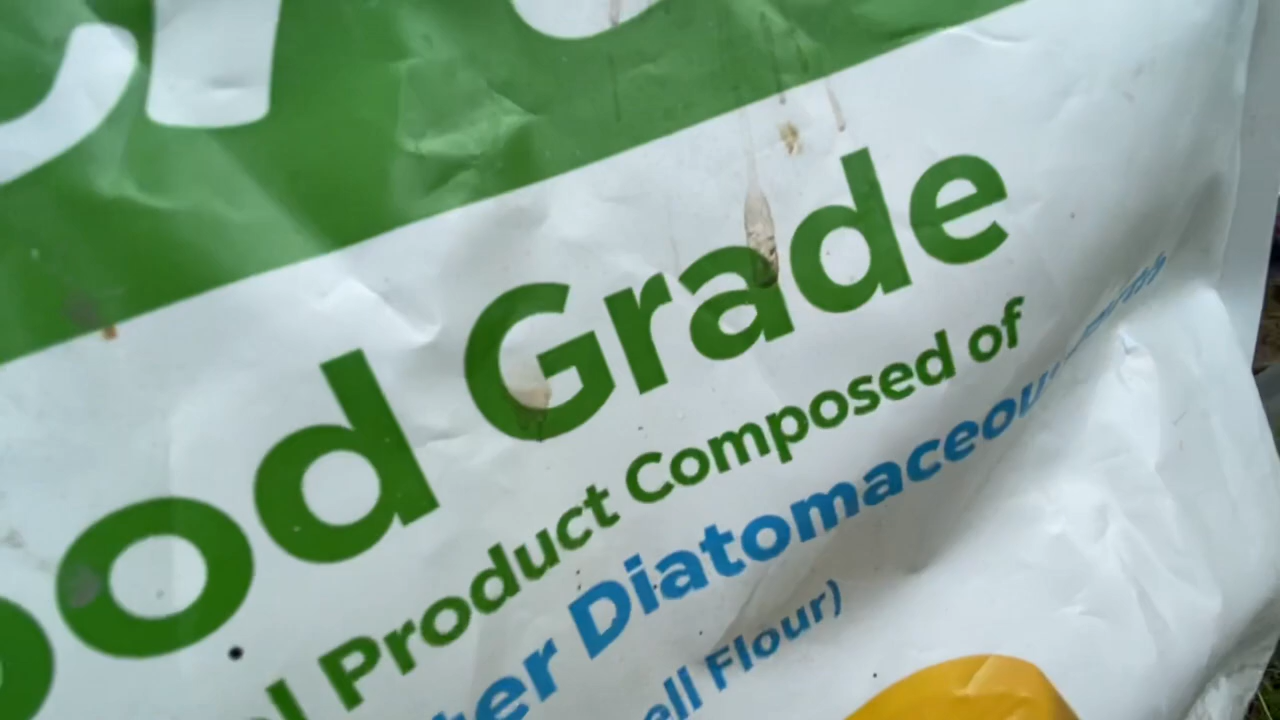 ood Grade
l Product Composed of
ter Diatomaceou
ell Flour)